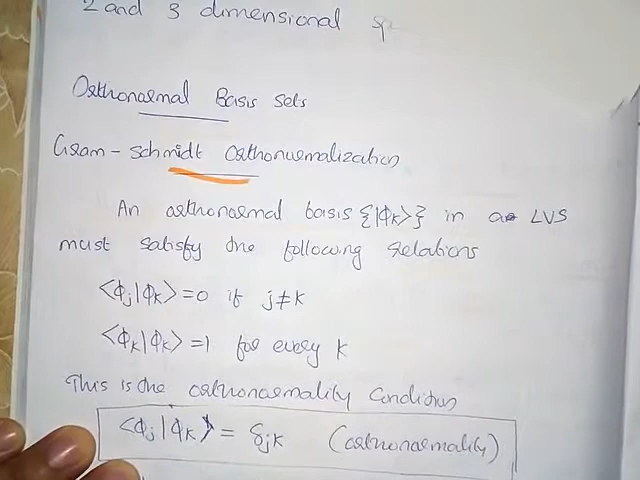 2 and 3 dimensional
Orthonormal Basis sets
Gram-Schmidt Orthonormalization
An orthonormal basis {|ϕk>} in a LVS
must satisfy the following relations
<ϕj|ϕk> = 0 if j≠k
<ϕk|ϕk> = 1 for every k
This is the orthonormality condition
<ϕj|ϕk> = δjk (orthonormality)